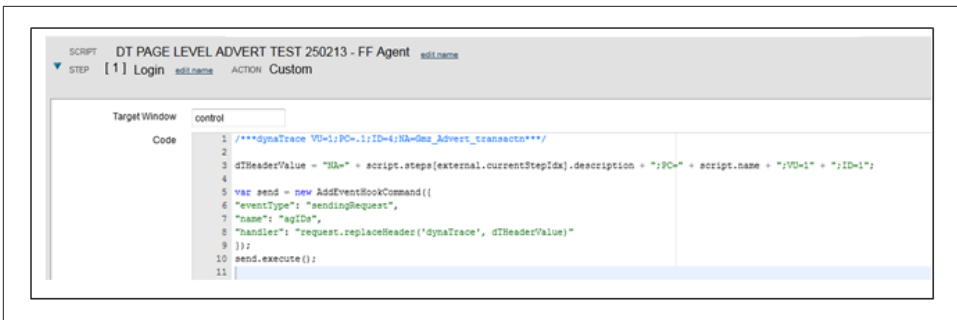 SCRIPT DT PAGE LEVEL ADVERT TEST 250213 - FF Agent edit name
STEP [1] Login edit name ACTION Custom
Target Window control
Code
1 /***dynaTrace VU=1;PC=.1;ID=4;NA=Gmz_Advert_transactn***/
2
3 dTHeaderValue = "NA=" + script.steps[external.currentStepIdx].description + ";PC=" + script.name + ";VU=1" + ";ID=1";
4
5 var send = new AddEventHookCommand({
6 "eventType": "sendingRequest",
7 "name": "agIDs",
8 "handler": "request.replaceHeader('dynaTrace', dTHeaderValue)"
9 });
10 send.execute();
11